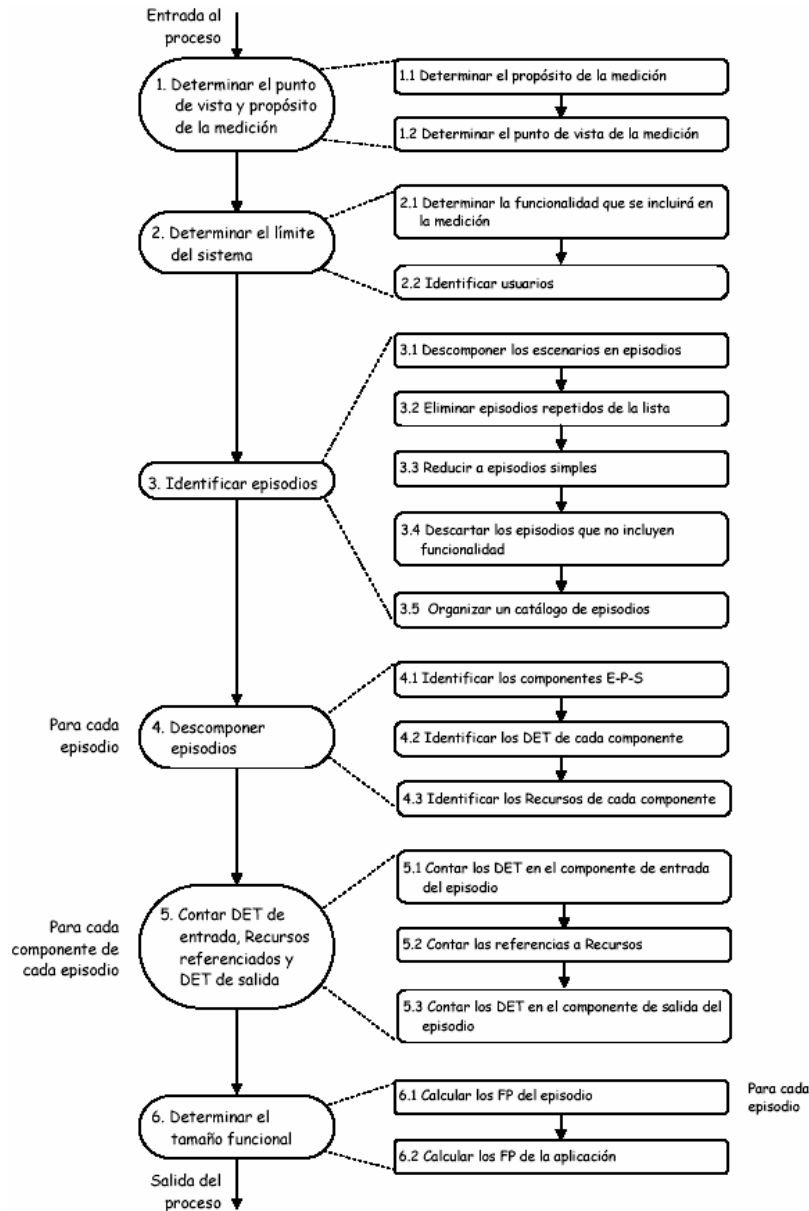 Entrada al
proceso
1. Determinar el punto
de vista y propósito
de la medición
1.1 Determinar el propósito de la medición
1.2 Determinar el punto de vista de la medición
2. Determinar el límite
del sistema
2.1 Determinar la funcionalidad que se incluirá en
la medición
2.2 Identificar usuarios
3. Identificar episodios
3.1 Descomponer los escenarios en episodios
3.2 Eliminar episodios repetidos de la lista
3.3 Reducir a episodios simples
3.4 Descartar los episodios que no incluyen
funcionalidad
3.5 Organizar un catálogo de episodios
Para cada
episodio
4. Descomponer
episodios
4.1 Identificar los componentes E-P-S
4.2 Identificar los DET de cada componente
4.3 Identificar los Recursos de cada componente
Para cada
componente de
cada episodio
5. Contar DET de
entrada, Recursos
referenciados y
DET de salida
5.1 Contar los DET en el componente de entrada
del episodio
5.2 Contar las referencias a Recursos
5.3 Contar los DET en el componente de salida del
episodio
6. Determinar el
tamaño funcional
6.1 Calcular los FP del episodio
Para cada
episodio
6.2 Calcular los FP de la aplicación
Salida del
proceso